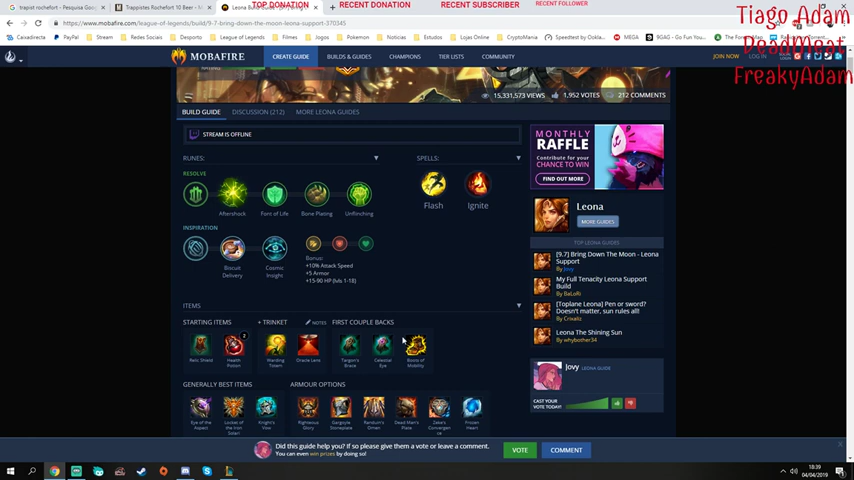 trapist rochefort - Pesquisa Goo
Trappistes Rochefort 10 Beer - M
Leona Build Gu
TOP DONATION
RECENT DONATION
RECENT SUBSCRIBER
RECENT FOLLOWER
https://www.mobafire.com/league-of-legends/build/9-7-bring-down-the-moon-leona-support-370345
Caixadirecta
PayPal
Stream
Redes Sociais
Desporto
League of Legends
Filmes
Roupa
Noticias
Estudos
Outlook
Lojas Online
CryptoMania
Speedtest by Ookla
MEGA
9GAG - Go Fun
The Forum
Tiago Adam
DeadMeat
FreakyAdam
MOBAFIRE
CREATE GUIDE
BUILDS & GUIDES
CHAMPIONS
TIER LISTS
COMMUNITY
JOIN NOW
LOG IN
15,331,573 VIEWS
1,952 VOTES
212 COMMENTS
BUILD GUIDE
DISCUSSION (212)
MORE LEONA GUIDES
STREAM IS OFFLINE
RUNES:
SPELLS:
RESOLVE
Aftershock
Font of Life
Bone Plating
Unflinching
Flash
Ignite
INSPIRATION
Biscuit
Delivery
Cosmic
Insight
Bonus:
+10% Attack Speed
+5 Armor
+15-90 HP (lvls 1-18)
ITEMS
STARTING ITEMS
+ TRINKET
NOTES
FIRST COUPLE BACKS
Relic Shield
2
Health
Potion
Warding
Totem
Oracle Lens
Targon's
Brace
Celestial
Eye
Boots of
Mobility
GENERALLY BEST ITEMS
ARMOUR OPTIONS
Eye of the
Aspect
Locket of the
Iron Solari
Knight's
Vow
Righteous
Glory
Gargoyle
Stoneplate
Randuin's
Omen
Dead Man's
Plate
Zeke's
Convergence
Frozen
Heart
MONTHLY
RAFFLE
Contribute for your
CHANCE TO WIN
FIND OUT MORE
Leona
MORE GUIDES
TOP LEONA GUIDES
[9.7] Bring Down The Moon - Leona
Support
By Jovy
My Full Tenacity Leona Support
Build
By BaLoRi
[Toplane Leona] Pen or sword?
Doesn't matter, sun rules all!
By Crixaliz
Leona The Shining Sun
By whybother34
Jovy LEONA GUIDE
CAST YOUR
VOTE TODAY!
Did this guide help you? If so please give them a vote or leave a comment.
You can even win prizes by doing so!
VOTE
COMMENT
18:39
04/04/2019